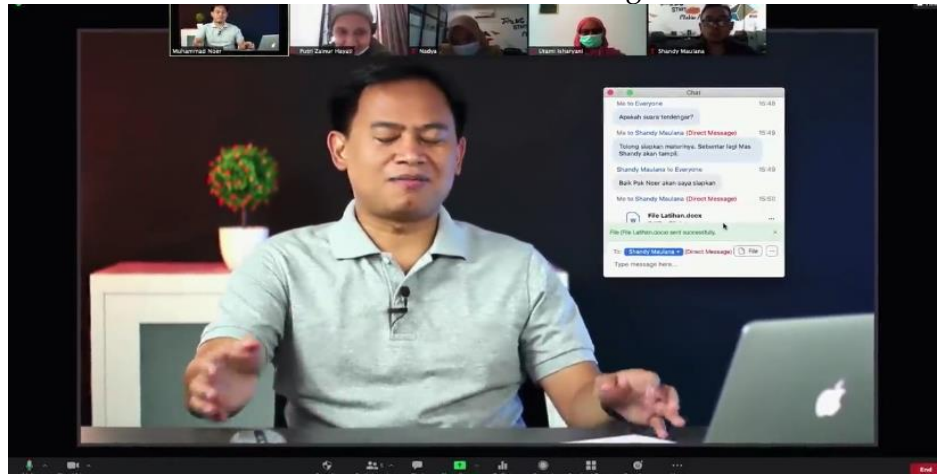 Muhammad Noer
Putri Zainur Hayati
Nadya
Utami Isharyani
Shandy Maulana
Chat
Me to Everyone 15:49
Apakah suara terdengar?
Me to Shandy Maulana (Direct Message) 15:49
Tolong siapkan materinya. Sebentar lagi Mas
Shandy akan tampil.
Shandy Maulana to Everyone 15:49
Baik Pak Noer akan saya siapkan
Me to Shandy Maulana (Direct Message) 15:50
File Latihan.docx
File (File Latihan.docx) sent successfully.
To: Shandy Maulana (Direct Message) File
Type message here...
End